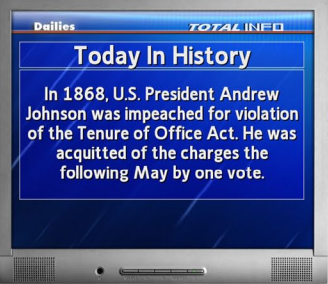 Dailies TOTAL INFO
Today In History
In 1868, U.S. President Andrew
Johnson was impeached for violation
of the Tenure of Office Act. He was
acquitted of the charges the
following May by one vote.